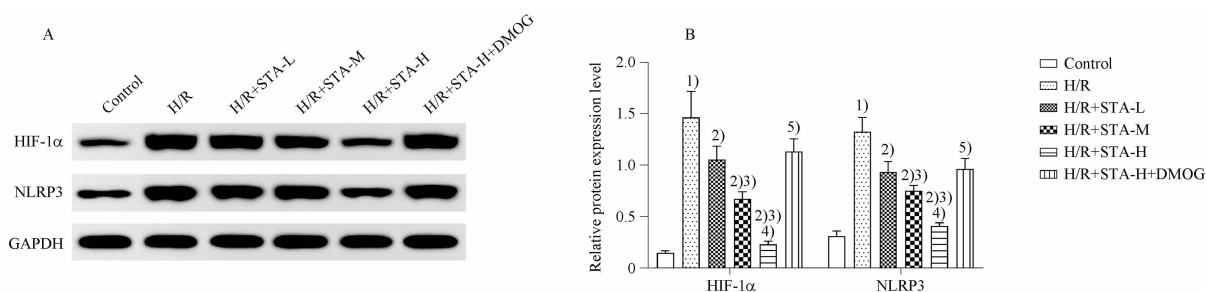 A
Control
H/R
H/R+STA-L
H/R+STA-M
H/R+STA-H
H/R+STA-H+DMOG
HIF-1α
NLRP3
GAPDH
B
Relative protein expression level
2.0
1.5
1.0
0.5
0
1)
2)
2)3)
2)3)
4)
5)
1)
2)
2)3)
2)3)
4)
5)
HIF-1α
NLRP3
Control
H/R
H/R+STA-L
H/R+STA-M
H/R+STA-H
H/R+STA-H+DMOG